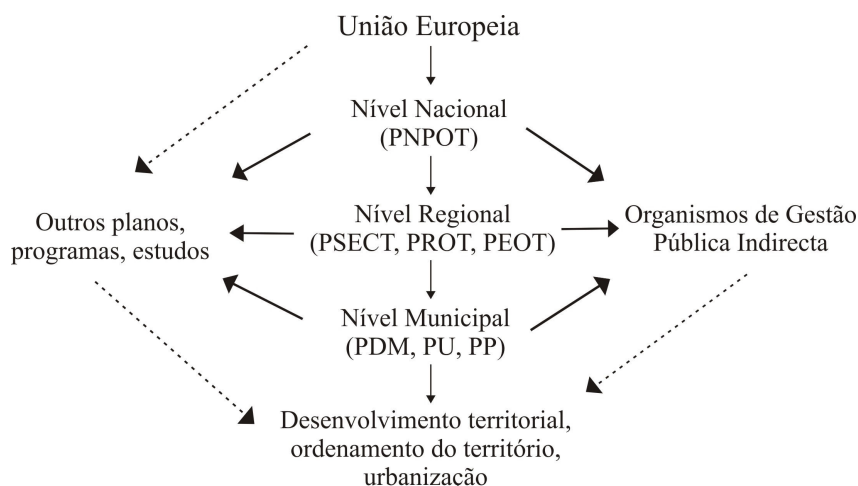 União Europeia
Nível Nacional
(PNPOT)
Outros planos,
programas, estudos
Nível Regional
(PSECT, PROT, PEOT)
Organismos de Gestão
Pública Indirecta
Nível Municipal
(PDM, PU, PP)
Desenvolvimento territorial,
ordenamento do território,
urbanização